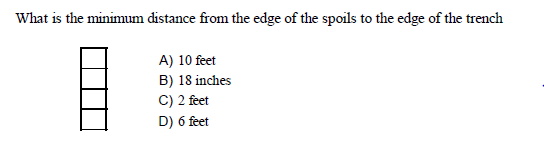 What is the minimum distance from the edge of the spoils to the edge of the trench
A) 10 feet
B) 18 inches
C) 2 feet
D) 6 feet